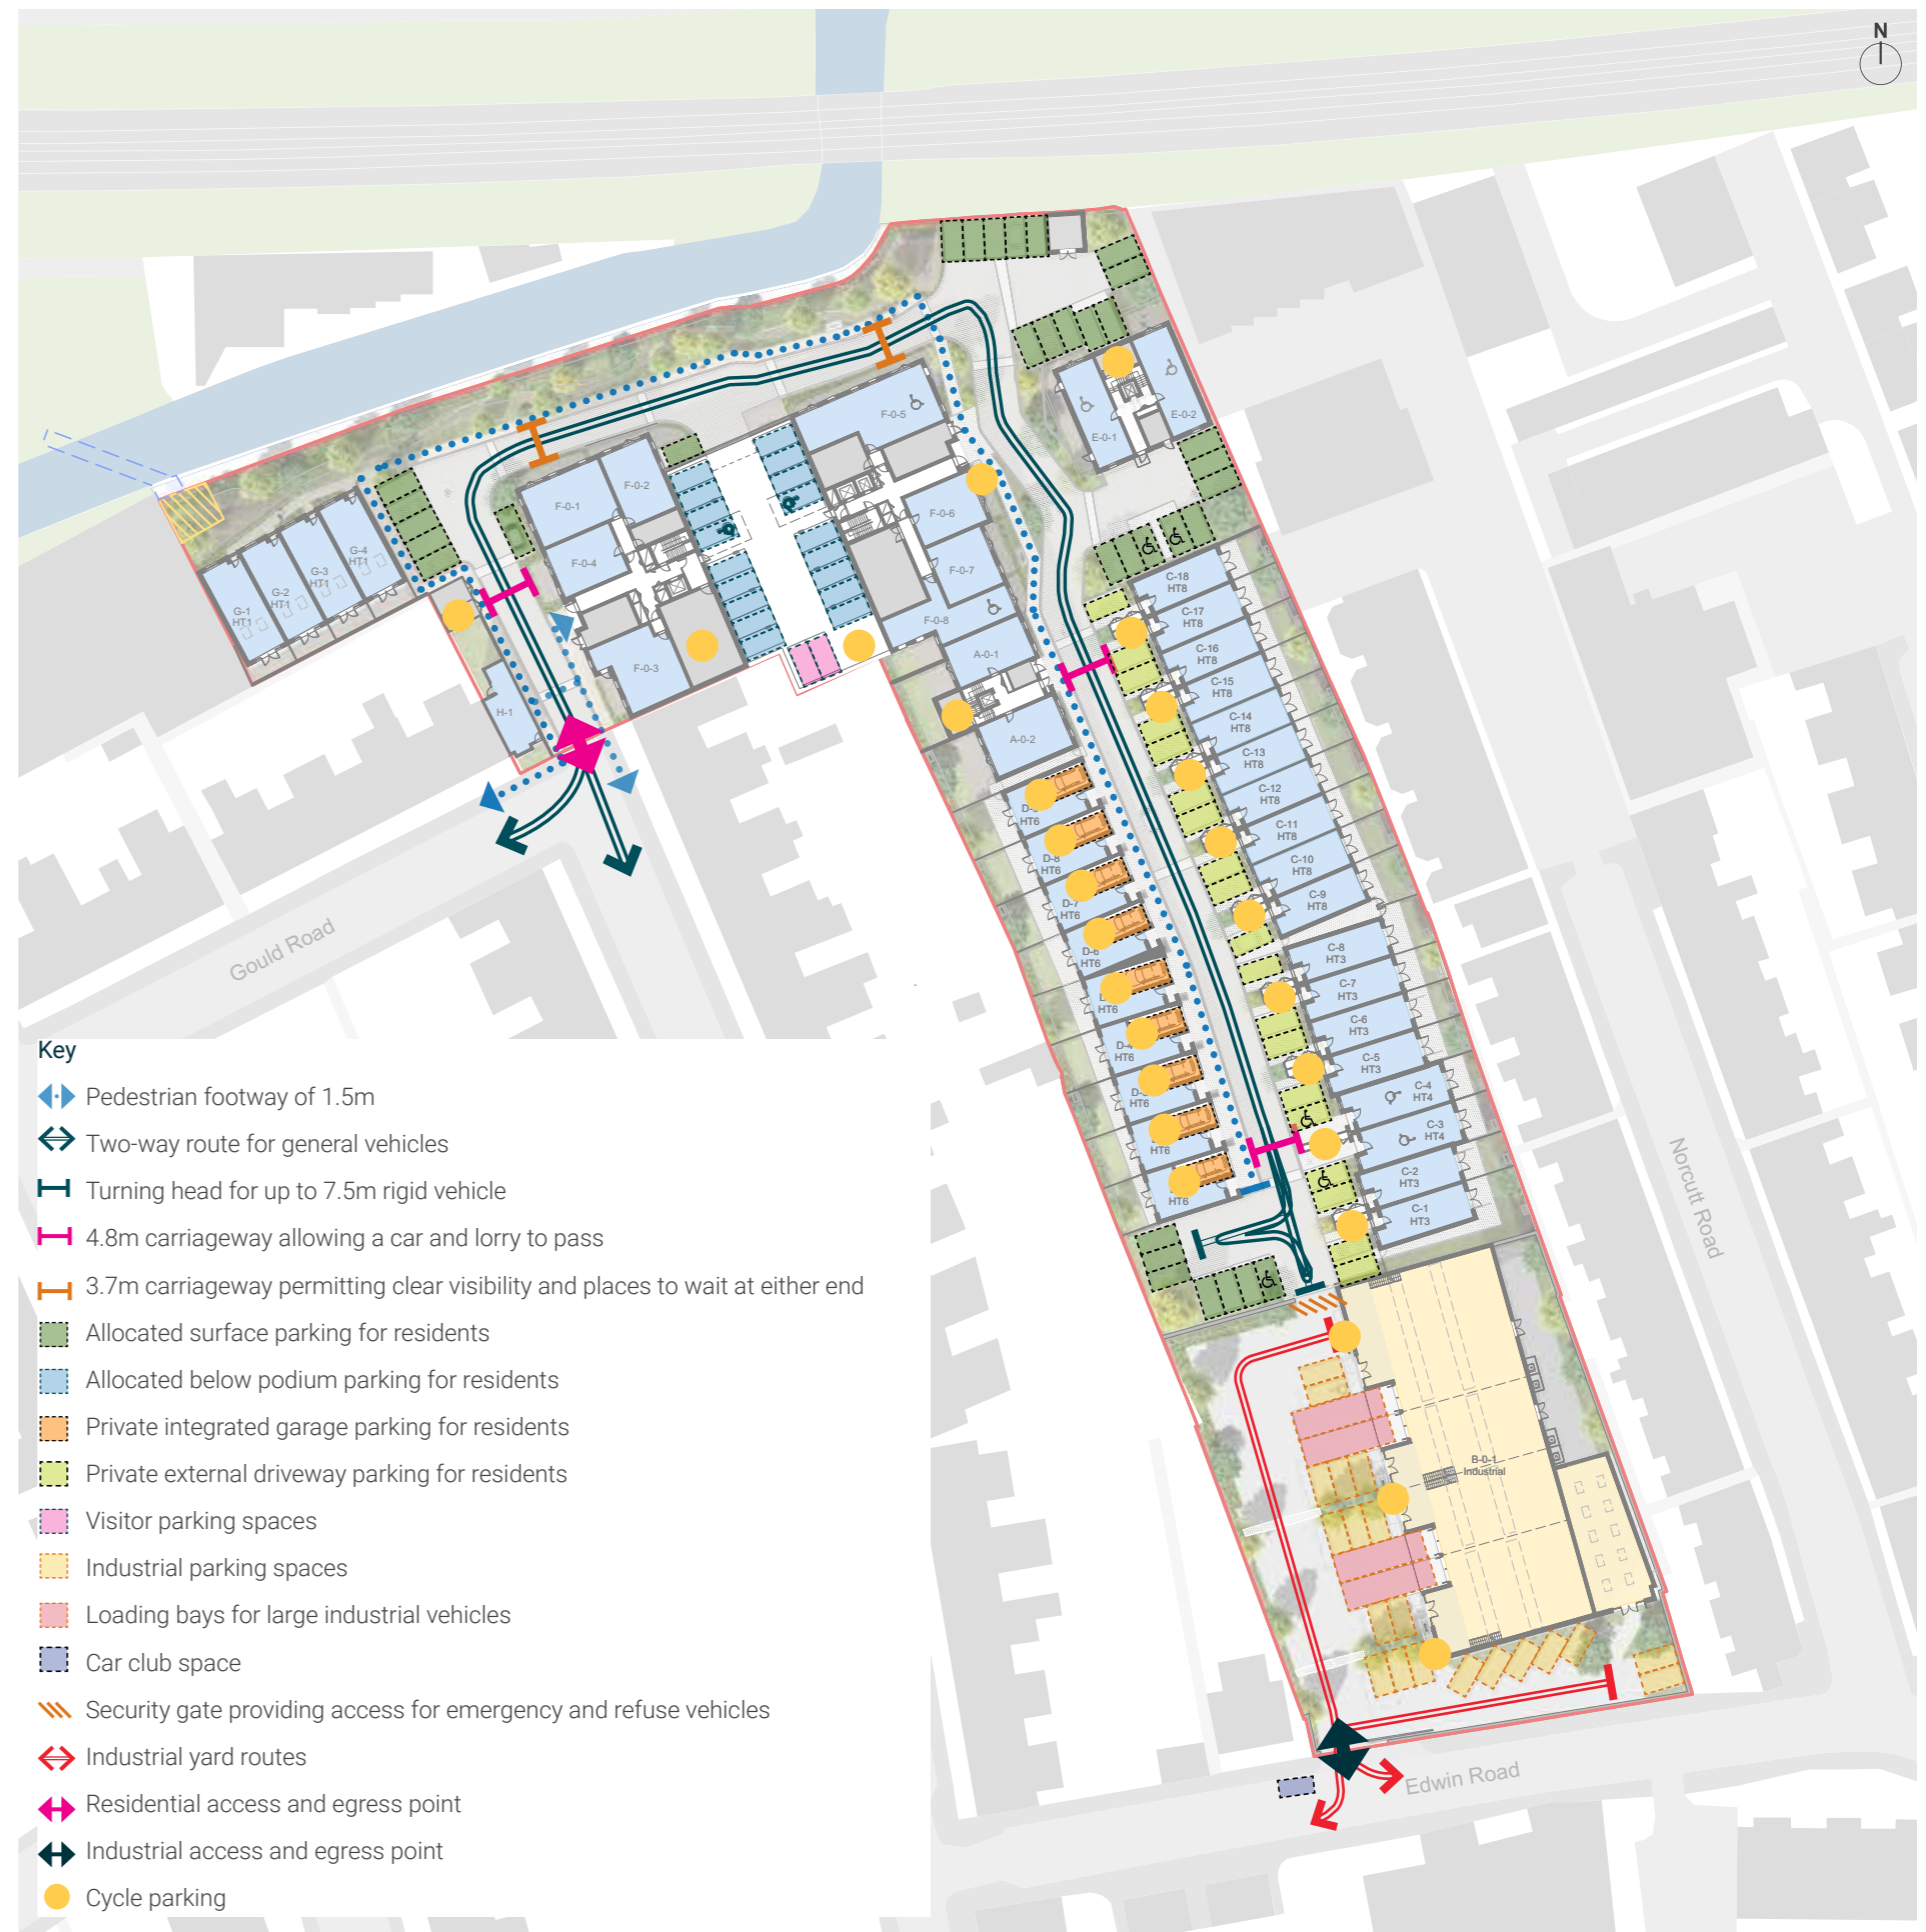 N
F-0-5
F-0-2
F-0-1
F-0-4
F-0-3
F-0-6
F-0-7
F-0-8
A-0-1
A-0-2
E-0-1
E-0-2
G-4
HT1
G-3
HT1
G-2
HT1
G-1
HT1
H-1
C-18
HT8
C-17
HT8
C-16
HT8
C-15
HT8
C-14
HT8
C-13
HT8
C-12
HT8
C-11
HT8
C-10
HT8
C-9
HT8
C-8
HT3
C-7
HT3
C-6
HT3
C-5
HT3
C-4
HT4
C-3
HT4
C-2
HT3
C-1
HT3
HT6
D-8
HT6
D-7
HT6
D-6
HT6
HT6
D-4
HT6
HT6
HT6
HT6
B-0-1
Industrial
Gould Road
Norcutt Road
Edwin Road
Key
Pedestrian footway of 1.5m
Two-way route for general vehicles
Turning head for up to 7.5m rigid vehicle
4.8m carriageway allowing a car and lorry to pass
3.7m carriageway permitting clear visibility and places to wait at either end
Allocated surface parking for residents
Allocated below podium parking for residents
Private integrated garage parking for residents
Private external driveway parking for residents
Visitor parking spaces
Industrial parking spaces
Loading bays for large industrial vehicles
Car club space
Security gate providing access for emergency and refuse vehicles
Industrial yard routes
Residential access and egress point
Industrial access and egress point
Cycle parking